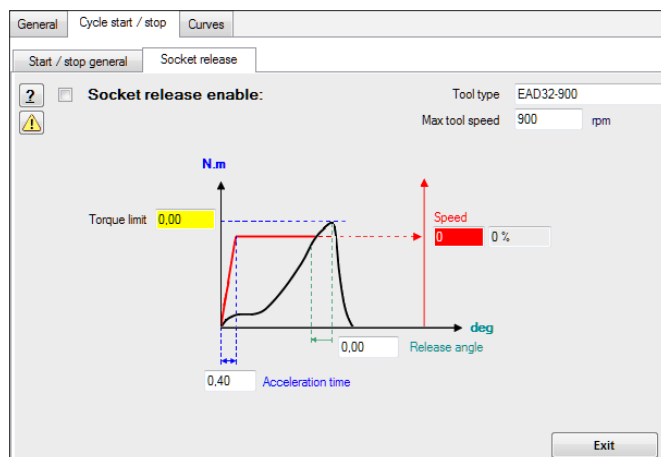 General Cycle start / stop Curves
Start / stop general Socket release
? Socket release enable: Tool type EAD32-900
Max tool speed 900 rpm
N.m
Torque limit 0,00 Speed
0 0 %
deg
0,00 Release angle
0,40 Acceleration time
Exit